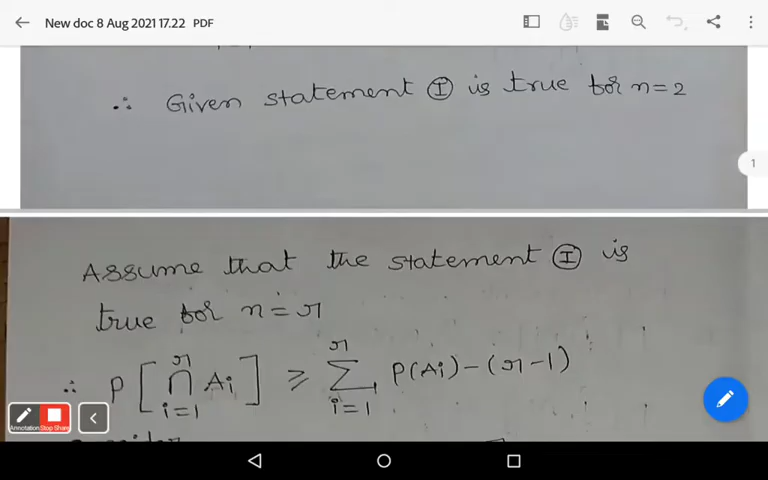 New doc 8 Aug 2021 17.22 PDF
∴ Given statement Ⓘ is true for n=2
1
Assume that the statement Ⓘ is
true for n=r
∴ P[⋂_{i=1}^{r} Ai] ≥ ∑_{i=1}^{r} P(Ai)-(r-1)
Annotation Stop Share